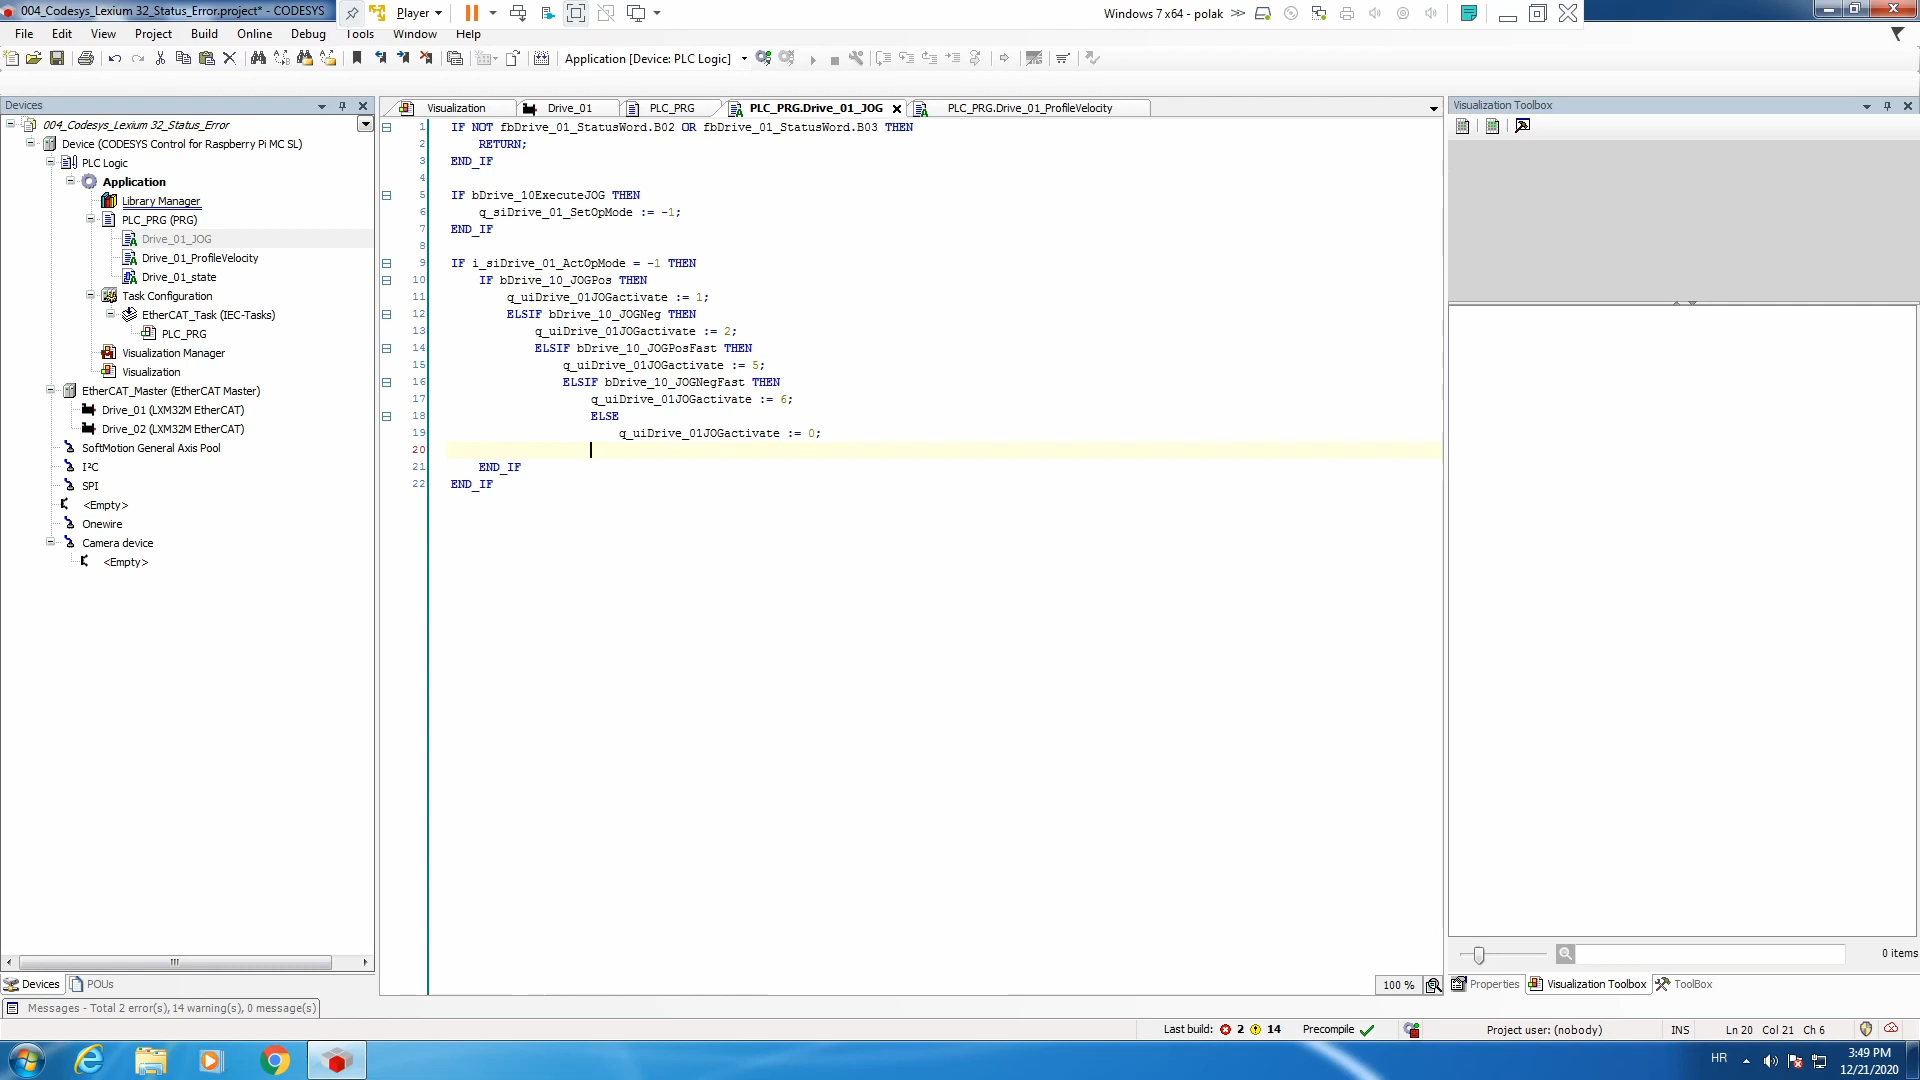 004_Codesys_Lexium 32_Status_Error.project* - CODESYS
Player
Windows 7 x64 - polak
File Edit View Project Build Online Debug Tools Window Help
Application [Device: PLC Logic]
Devices
Visualization
Drive_01
PLC_PRG
PLC_PRG.Drive_01_JOG
PLC_PRG.Drive_01_ProfileVelocity
Visualization Toolbox
004_Codesys_Lexium 32_Status_Error
Device (CODESYS Control for Raspberry Pi MC SL)
PLC Logic
Application
Library Manager
PLC_PRG (PRG)
Drive_01_JOG
Drive_01_ProfileVelocity
Drive_01_state
Task Configuration
EtherCAT_Task (IEC-Tasks)
PLC_PRG
Visualization Manager
Visualization
EtherCAT_Master (EtherCAT Master)
Drive_01 (LXM32M EtherCAT)
Drive_02 (LXM32M EtherCAT)
SoftMotion General Axis Pool
I²C
SPI
<Empty>
Onewire
Camera device
<Empty>
1 IF NOT fbDrive_01_StatusWord.B02 OR fbDrive_01_StatusWord.B03 THEN
2 RETURN;
3 END_IF
4
5 IF bDrive_10ExecuteJOG THEN
6 q_siDrive_01_SetOpMode := -1;
7 END_IF
8
9 IF i_siDrive_01_ActOpMode = -1 THEN
10 IF bDrive_10_JOGPos THEN
11 q_uiDrive_01JOGactivate := 1;
12 ELSIF bDrive_10_JOGNeg THEN
13 q_uiDrive_01JOGactivate := 2;
14 ELSIF bDrive_10_JOGPosFast THEN
15 q_uiDrive_01JOGactivate := 5;
16 ELSIF bDrive_10_JOGNegFast THEN
17 q_uiDrive_01JOGactivate := 6;
18 ELSE
19 q_uiDrive_01JOGactivate := 0;
20
21 END_IF
22 END_IF
100 %
0 items
Devices POUs
Properties Visualization Toolbox ToolBox
Messages - Total 2 error(s), 14 warning(s), 0 message(s)
Last build: 2 14 Precompile
Project user: (nobody)
INS
Ln 20 Col 21 Ch 6
HR
3:49 PM
12/21/2020